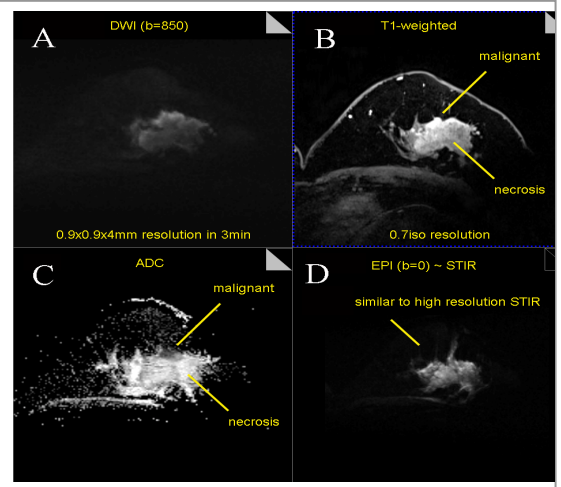 A
DWI (b=850)
0.9x0.9x4mm resolution in 3min
B
T1-weighted
malignant
necrosis
0.7iso resolution
C
ADC
malignant
necrosis
D
EPI (b=0) ~ STIR
similar to high resolution STIR